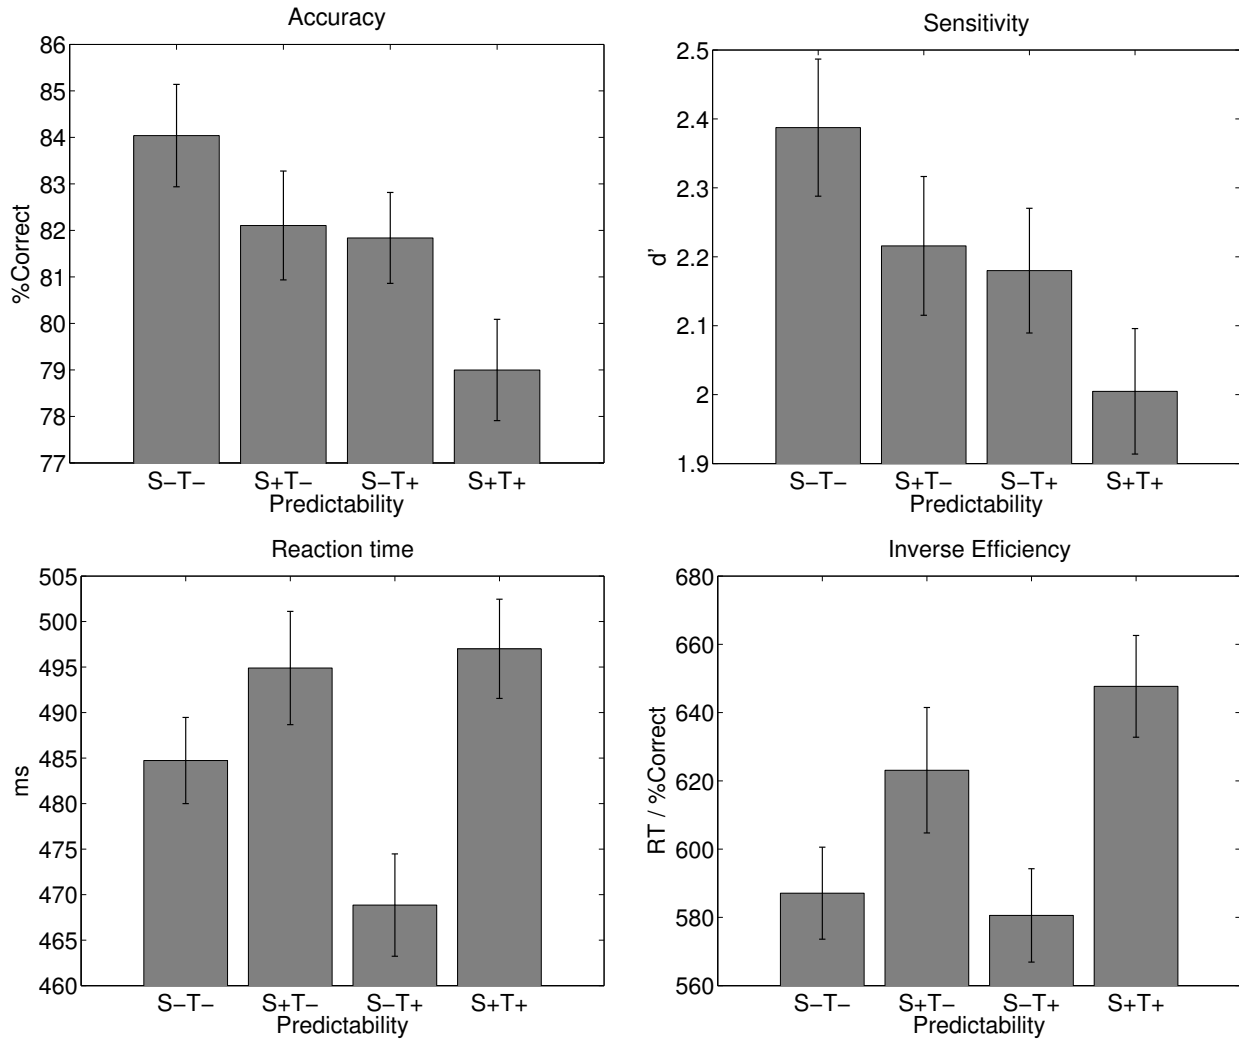 Accuracy
86
85
84
83
82
81
80
79
78
77
%Correct
S−T− S+T− S−T+ S+T+
Predictability
Sensitivity
2.5
2.4
2.3
2.2
2.1
2
1.9
d'
S−T− S+T− S−T+ S+T+
Predictability
Reaction time
505
500
495
490
485
480
475
470
465
460
ms
S−T− S+T− S−T+ S+T+
Predictability
Inverse Efficiency
680
660
640
620
600
580
560
RT / %Correct
S−T− S+T− S−T+ S+T+
Predictability